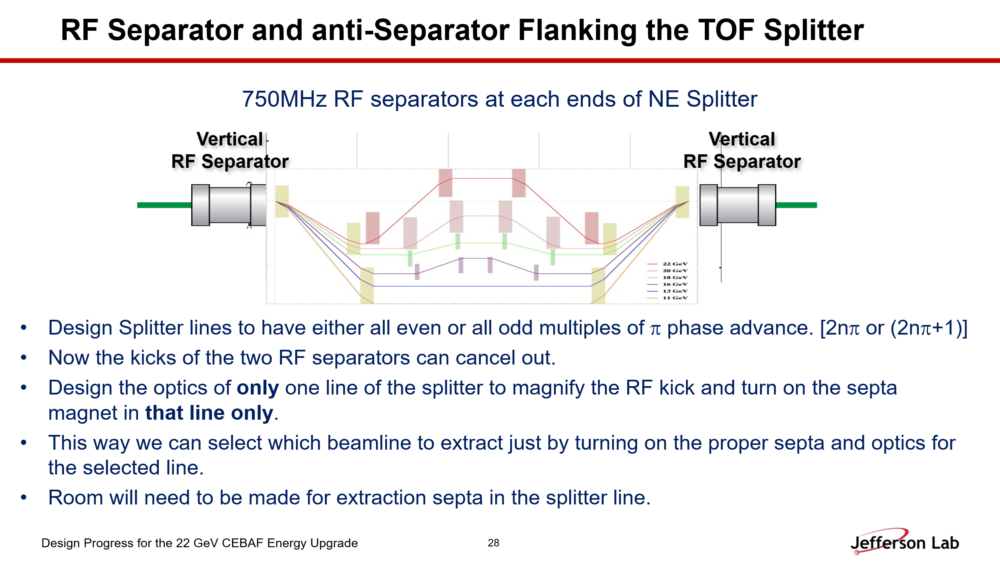 RF Separator and anti-Separator Flanking the TOF Splitter
750MHz RF separators at each ends of NE Splitter
Vertical
RF Separator
Vertical
RF Separator
22 GeV
20 GeV
18 GeV
16 GeV
13 GeV
11 GeV
• Design Splitter lines to have either all even or all odd multiples of π phase advance. [2nπ or (2nπ+1)]
• Now the kicks of the two RF separators can cancel out.
• Design the optics of only one line of the splitter to magnify the RF kick and turn on the septa
magnet in that line only.
• This way we can select which beamline to extract just by turning on the proper septa and optics for
the selected line.
• Room will need to be made for extraction septa in the splitter line.
Design Progress for the 22 GeV CEBAF Energy Upgrade
28
Jefferson Lab